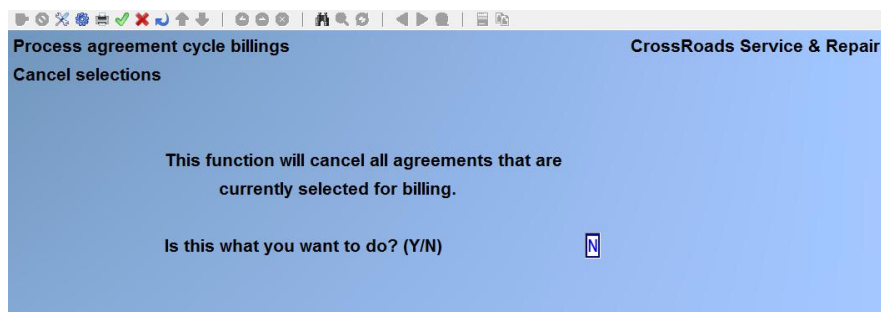 Process agreement cycle billings CrossRoads Service & Repair
Cancel selections
This function will cancel all agreements that are
currently selected for billing.
Is this what you want to do? (Y/N) N